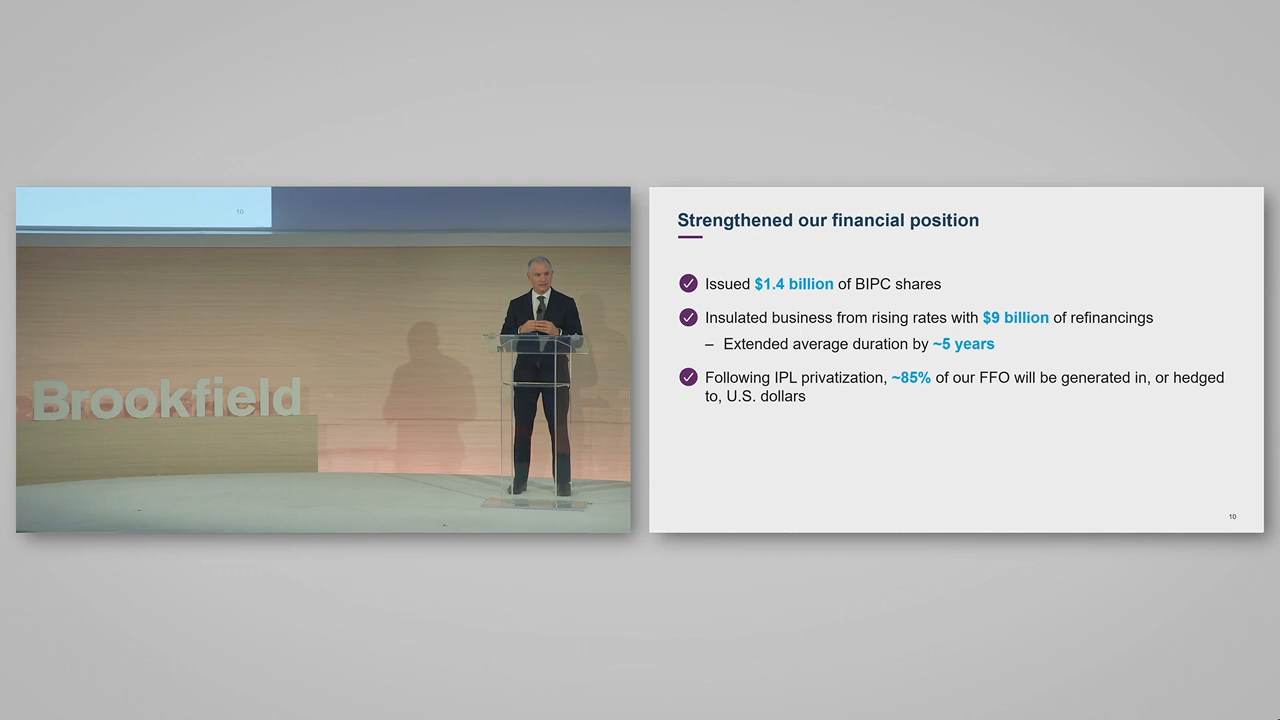 10
Brookfield
Strengthened our financial position
Issued $1.4 billion of BIPC shares
Insulated business from rising rates with $9 billion of refinancings
– Extended average duration by ~5 years
Following IPL privatization, ~85% of our FFO will be generated in, or hedged
to, U.S. dollars
10